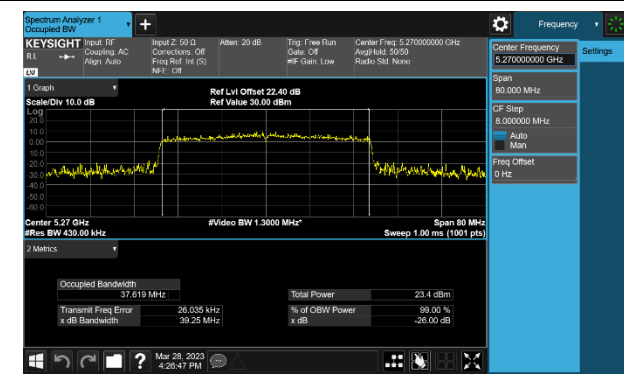 Spectrum Analyzer 1
Occupied BW
+
Frequency
KEYSIGHT Input: RF
Coupling: AC
Align: Auto
RL
LXI
Input Z: 50 Ω
Corrections: Off
Freq Ref: Int (S)
NFE: Off
Atten: 20 dB
Trig: Free Run
Gate: Off
#IF Gain: Low
Center Freq: 5.270000000 GHz
Avg|Hold: 50/50
Radio Std: None
Center Frequency
5.270000000 GHz
Settings
Span
80.000 MHz
CF Step
8.000000 MHz
Auto
Man
Freq Offset
0 Hz
1 Graph
Scale/Div 10.0 dB
Ref Lvl Offset 22.40 dB
Ref Value 30.00 dBm
Log
20.0
10.0
0.00
-10.0
-20.0
-30.0
-40.0
-50.0
-60.0
Center 5.27 GHz
#Res BW 430.00 kHz
#Video BW 1.3000 MHz*
Span 80 MHz
Sweep 1.00 ms (1001 pts)
2 Metrics
Occupied Bandwidth
37.619 MHz
Total Power 23.4 dBm
Transmit Freq Error 26.035 kHz
% of OBW Power 99.00 %
x dB Bandwidth 39.25 MHz
x dB -26.00 dB
?
Mar 28, 2023
4:26:47 PM